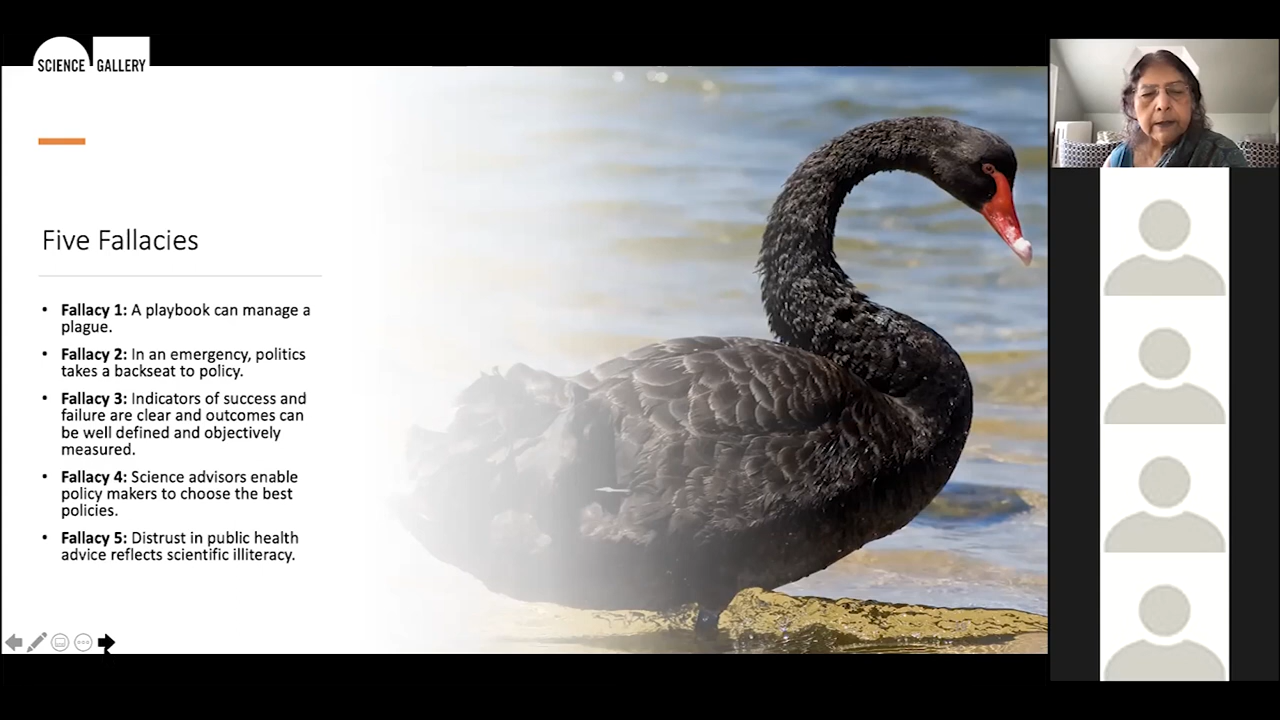 SCIENCE GALLERY
Five Fallacies
• Fallacy 1: A playbook can manage a
plague.
• Fallacy 2: In an emergency, politics
takes a backseat to policy.
• Fallacy 3: Indicators of success and
failure are clear and outcomes can
be well defined and objectively
measured.
• Fallacy 4: Science advisors enable
policy makers to choose the best
policies.
• Fallacy 5: Distrust in public health
advice reflects scientific illiteracy.